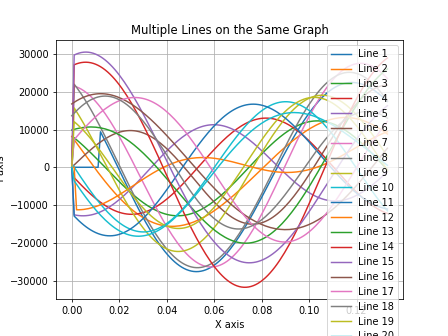 Multiple Lines on the Same Graph
30000
20000
10000
0
-10000
-20000
-30000
0.00
0.02
0.04
0.06
0.08
0.10
X axis
axis
Line 1
Line 2
Line 3
Line 4
Line 5
Line 6
Line 7
Line 8
Line 9
Line 10
Line 11
Line 12
Line 13
Line 14
Line 15
Line 16
Line 17
Line 18
Line 19
Line 20